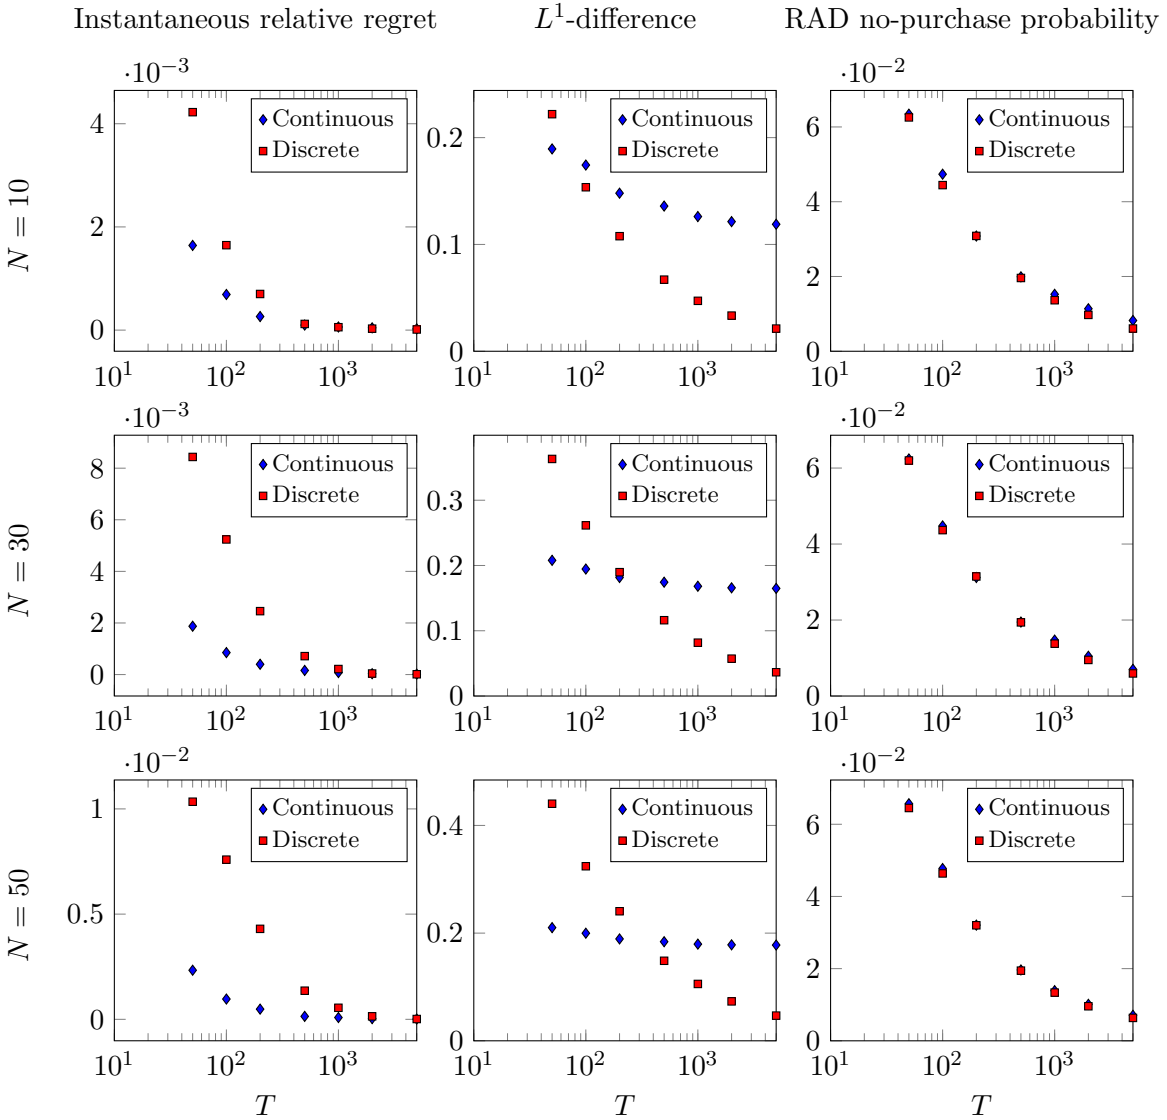 Instantaneous relative regret L¹-difference RAD no-purchase probability
·10⁻³ ·10⁻²
N = 10
4
2
0
10¹ 10² 10³
Continuous
Discrete
0.2
0.1
0
10¹ 10² 10³
Continuous
Discrete
6
4
2
0
10¹ 10² 10³
Continuous
Discrete
·10⁻³ ·10⁻²
N = 30
8
6
4
2
0
10¹ 10² 10³
Continuous
Discrete
0.3
0.2
0.1
0
10¹ 10² 10³
Continuous
Discrete
6
4
2
0
10¹ 10² 10³
Continuous
Discrete
·10⁻² ·10⁻²
N = 50
1
0.5
0
10¹ 10² 10³
Continuous
Discrete
0.4
0.2
0
10¹ 10² 10³
Continuous
Discrete
6
4
2
0
10¹ 10² 10³
Continuous
Discrete
T T T